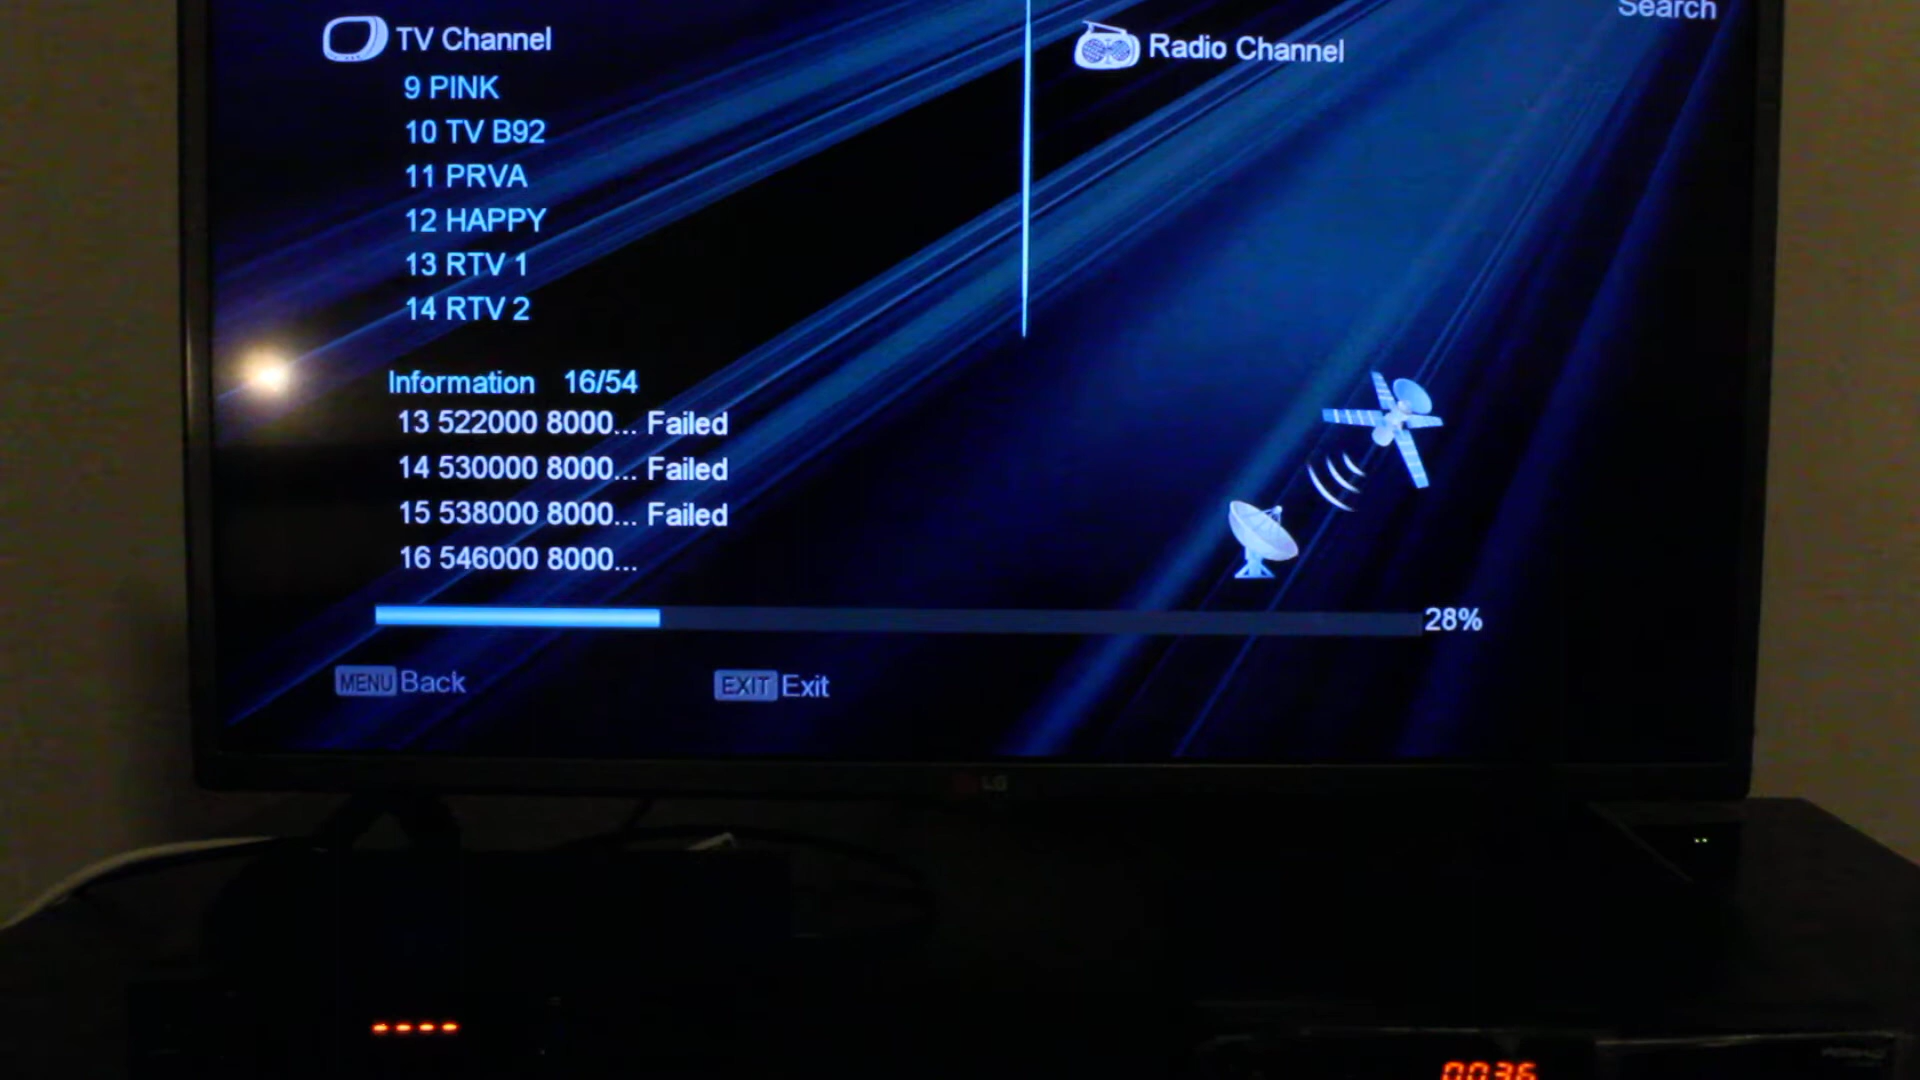 Search
TV Channel
Radio Channel
9 PINK
10 TV B92
11 PRVA
12 HAPPY
13 RTV 1
14 RTV 2
Information 16/54
13 522000 8000... Failed
14 530000 8000... Failed
15 538000 8000... Failed
16 546000 8000...
28%
MENU Back
EXIT Exit
LG
0036